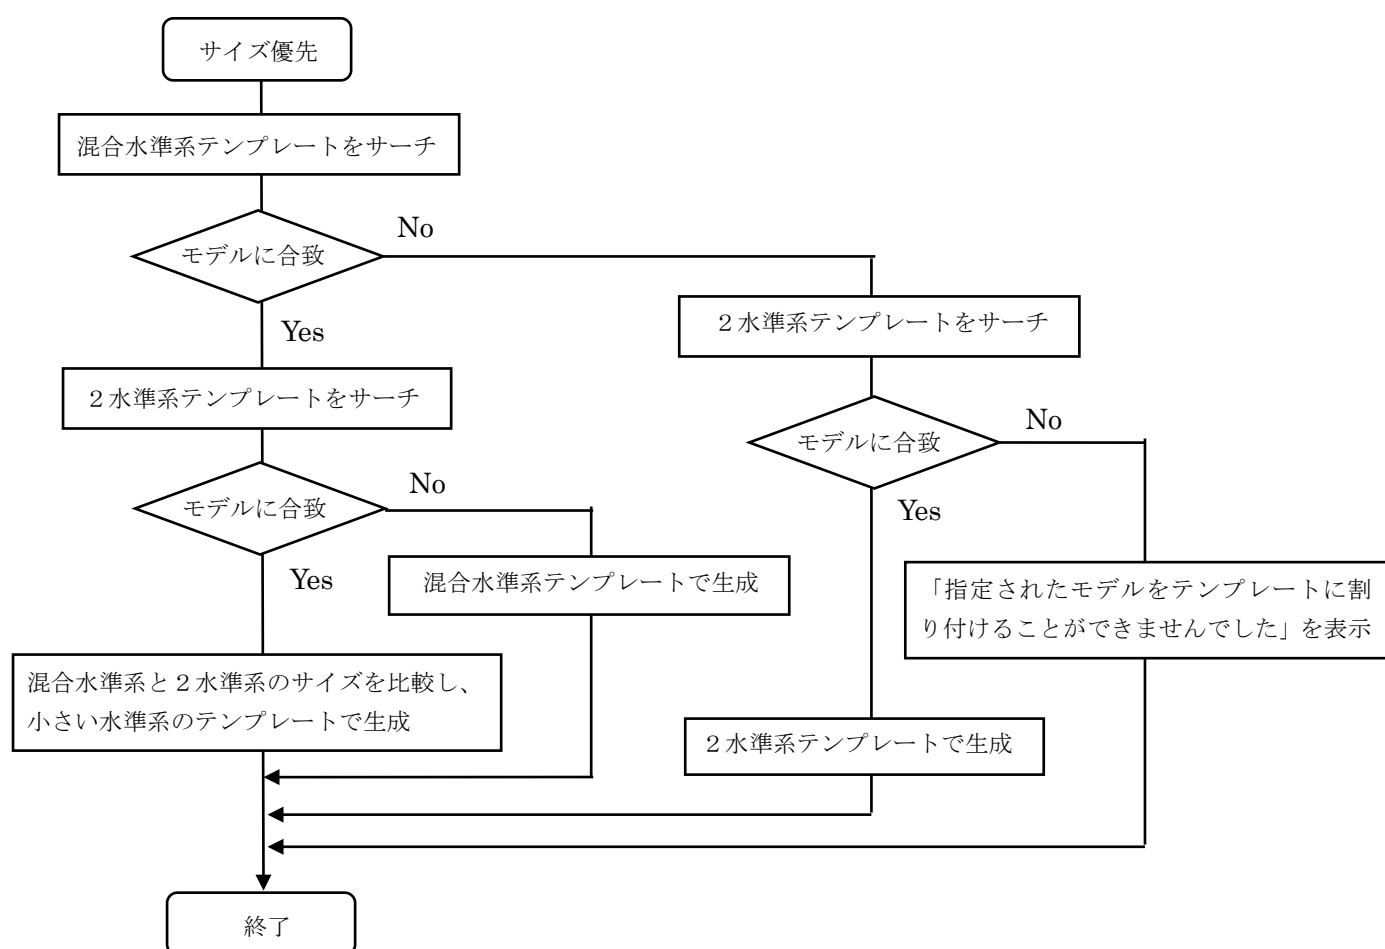 サイズ優先
混合水準系テンプレートをサーチ
モデルに合致
No
Yes
2水準系テンプレートをサーチ
2水準系テンプレートをサーチ
モデルに合致
No
Yes
モデルに合致
No
Yes
混合水準系テンプレートで生成
「指定されたモデルをテンプレートに割
り付けることができませんでした」を表示
混合水準系と2水準系のサイズを比較し、
小さい水準系のテンプレートで生成
2水準系テンプレートで生成
終了